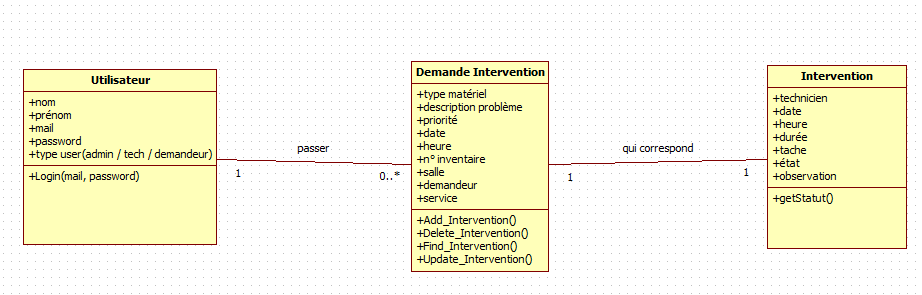 Utilisateur
+nom
+prénom
+mail
+password
+type user(admin / tech / demandeur)
+Login(mail, password)
passer
1
0..*
Demande Intervention
+type matériel
+description problème
+priorité
+date
+heure
+n° inventaire
+salle
+demandeur
+service
+Add_Intervention()
+Delete_Intervention()
+Find_Intervention()
+Update_Intervention()
qui correspond
1
1
Intervention
+technicien
+date
+heure
+durée
+tache
+état
+observation
+getStatut()